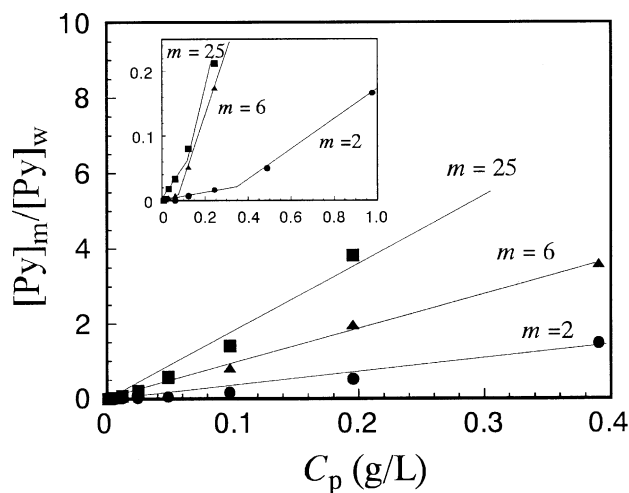 10
8
6
4
2
0
[Py]m/[Py]w
0.2
0.1
0
m = 25
m = 6
m =2
0 0.2 0.4 0.6 0.8 1.0
m = 25
m = 6
m =2
0 0.1 0.2 0.3 0.4
Cp (g/L)